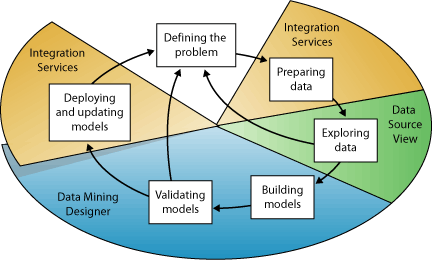 Defining the
problem
Integration
Services
Integration
Services
Preparing
data
Deploying
and updating
models
Data
Source
View
Exploring
data
Building
models
Validating
models
Data Mining
Designer